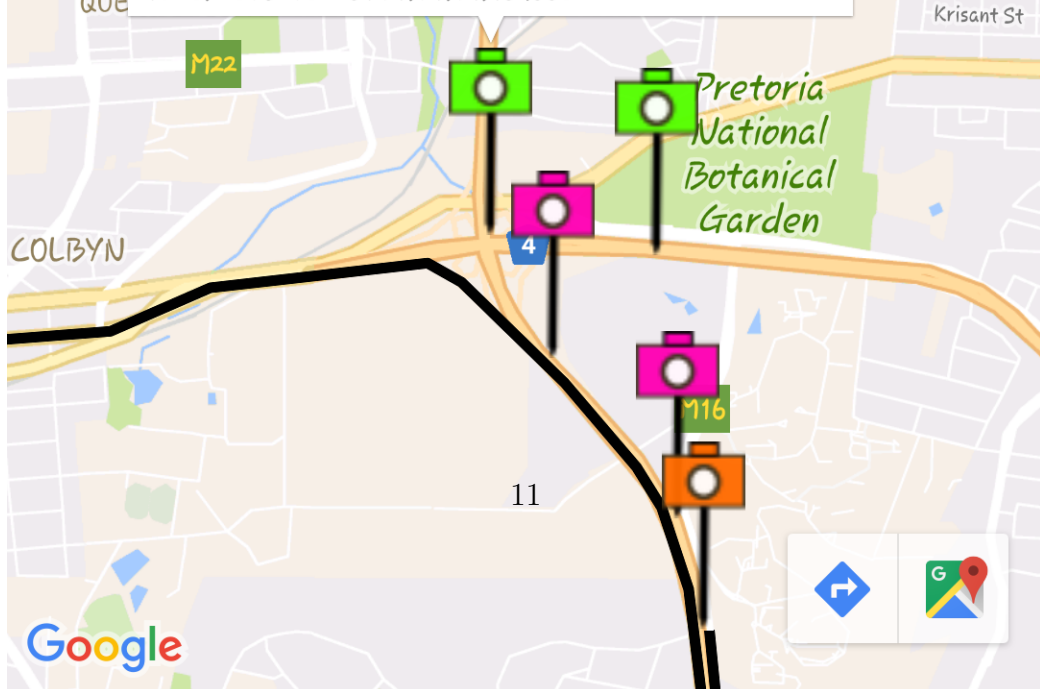 Krisant St
M22
Pretoria
National
Botanical
Garden
COLBYN
4
M16
11
G
Google